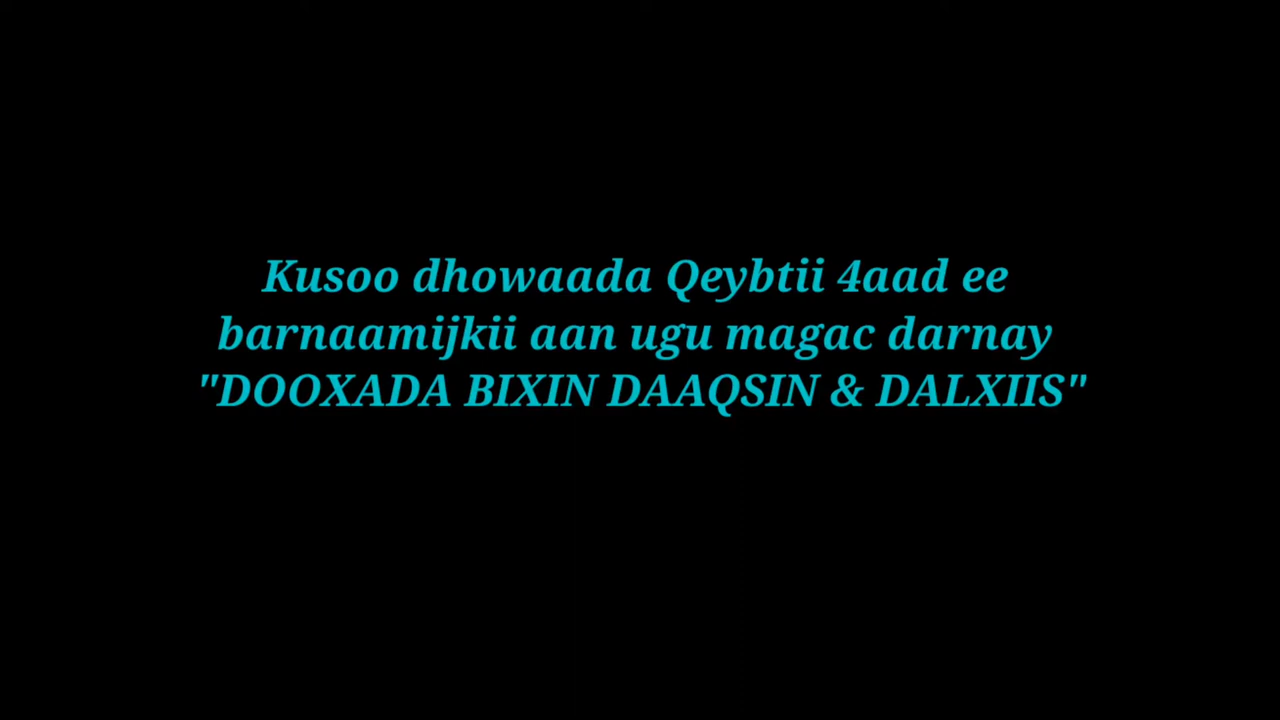 Kusoo dhowaada Qeybtii 4aad ee
barnaamijkii aan ugu magac darnay
"DOOXADA BIXIN DAAQSIN & DALXIIS"